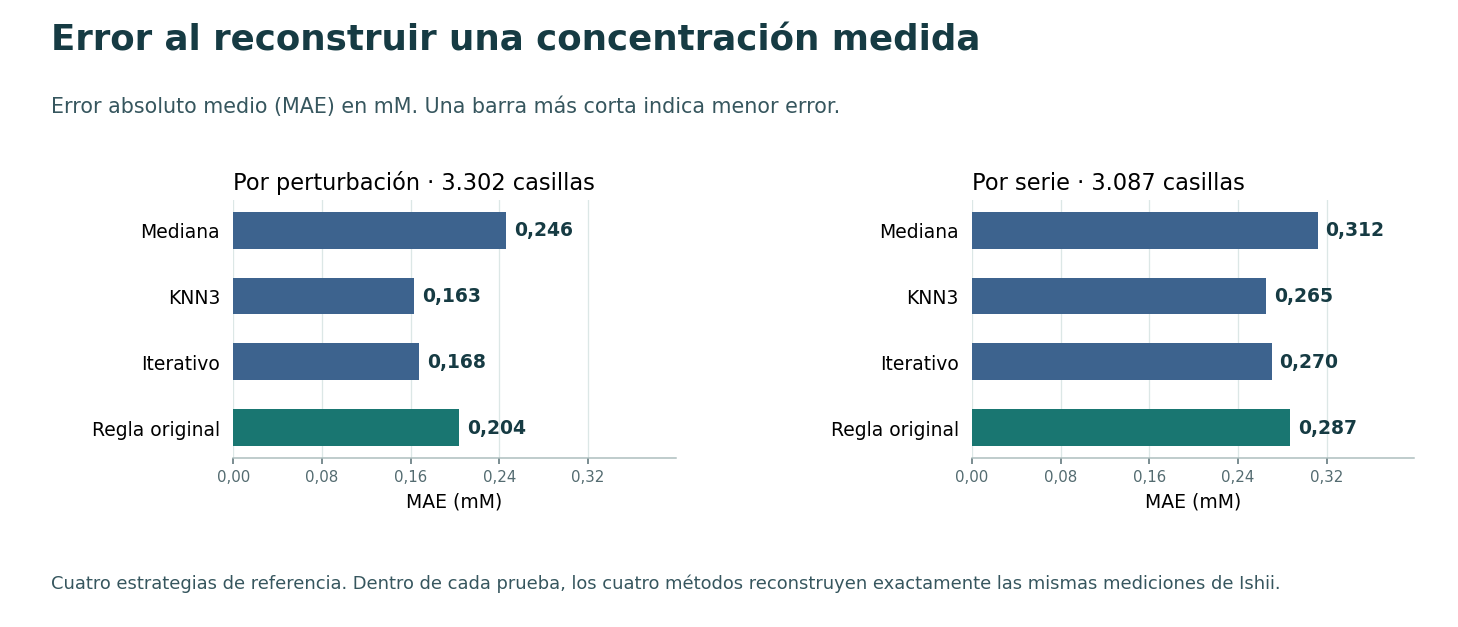 Error al reconstruir una concentración medida
Error absoluto medio (MAE) en mM. Una barra más corta indica menor error.
Por perturbación · 3.302 casillas
Mediana 0,246
KNN3 0,163
Iterativo 0,168
Regla original 0,204
0,00 0,08 0,16 0,24 0,32
MAE (mM)
Por serie · 3.087 casillas
Mediana 0,312
KNN3 0,265
Iterativo 0,270
Regla original 0,287
0,00 0,08 0,16 0,24 0,32
MAE (mM)
Cuatro estrategias de referencia. Dentro de cada prueba, los cuatro métodos reconstruyen exactamente las mismas mediciones de Ishii.